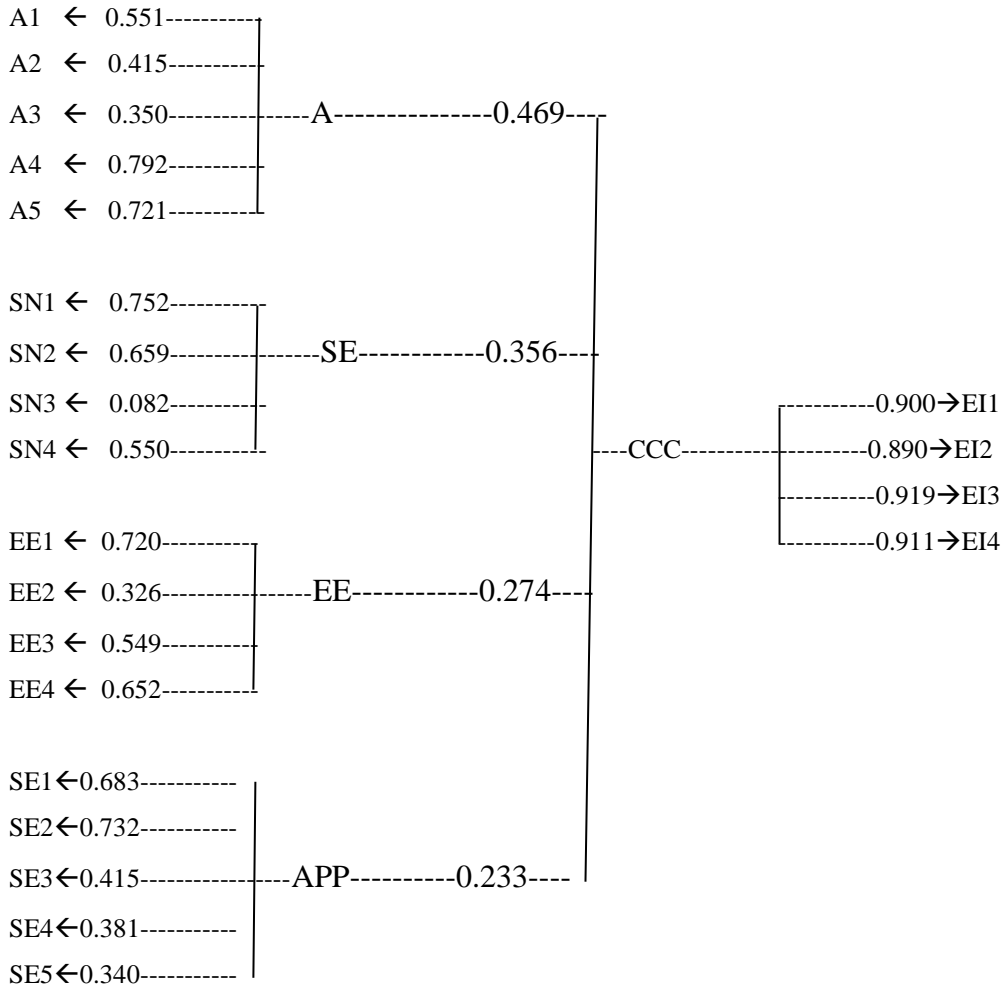 A1 ← 0.551-----------
A2 ← 0.415-----------
A3 ← 0.350----------------A--------------0.469----
A4 ← 0.792-----------
A5 ← 0.721-----------
SN1 ← 0.752-----------
SN2 ← 0.659----------------SE-----------0.356----
SN3 ← 0.082-----------
-----------0.900→EI1
SN4 ← 0.550-----------
----CCC--------------------0.890→EI2
-----------0.919→EI3
EE1 ← 0.720-----------
-----------0.911→EI4
EE2 ← 0.326----------------EE-----------0.274----
EE3 ← 0.549-----------
EE4 ← 0.652-----------
SE1←0.683-----------
SE2←0.732-----------
SE3←0.415----------------APP----------0.233----
SE4←0.381-----------
SE5←0.340-----------